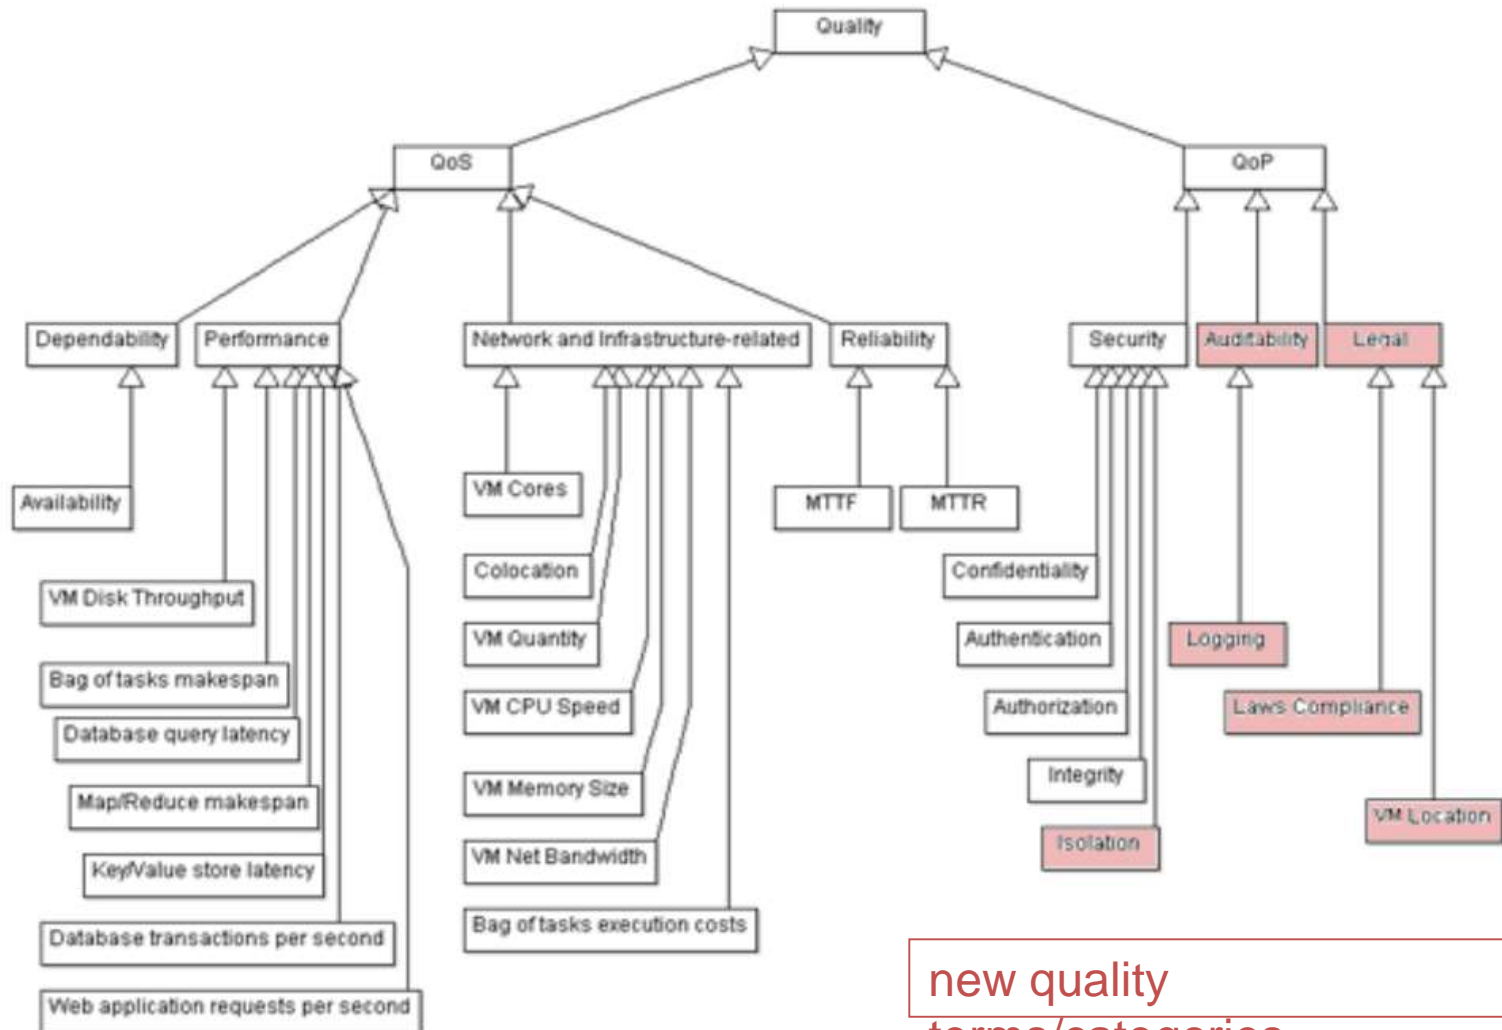 Quality
QoS
QoP
Dependability
Performance
Network and Infrastructure-related
Reliability
Security
Auditability
Legal
Availability
VM Disk Throughput
Bag of tasks makespan
Database query latency
Map/Reduce makespan
Key/Value store latency
Database transactions per second
Web application requests per second
VM Cores
Colocation
VM Quantity
VM CPU Speed
VM Memory Size
VM Net Bandwidth
Bag of tasks execution costs
MTTF
MTTR
Confidentiality
Authentication
Authorization
Integrity
Isolation
Logging
Laws Compliance
VM Location
new quality
terms/categories